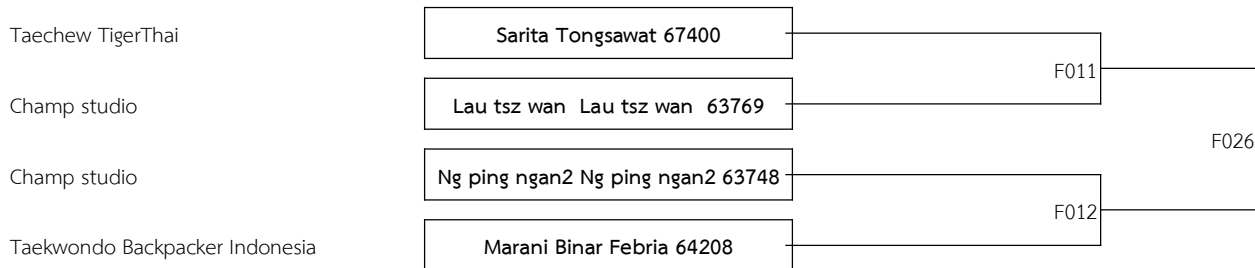 Taechew TigerThai
Sarita Tongsawat 67400
F011
Champ studio
Lau tsz wan  Lau tsz wan  63769
F026
Champ studio
Ng ping ngan2 Ng ping ngan2 63748
F012
Taekwondo Backpacker Indonesia
Marani Binar Febria 64208